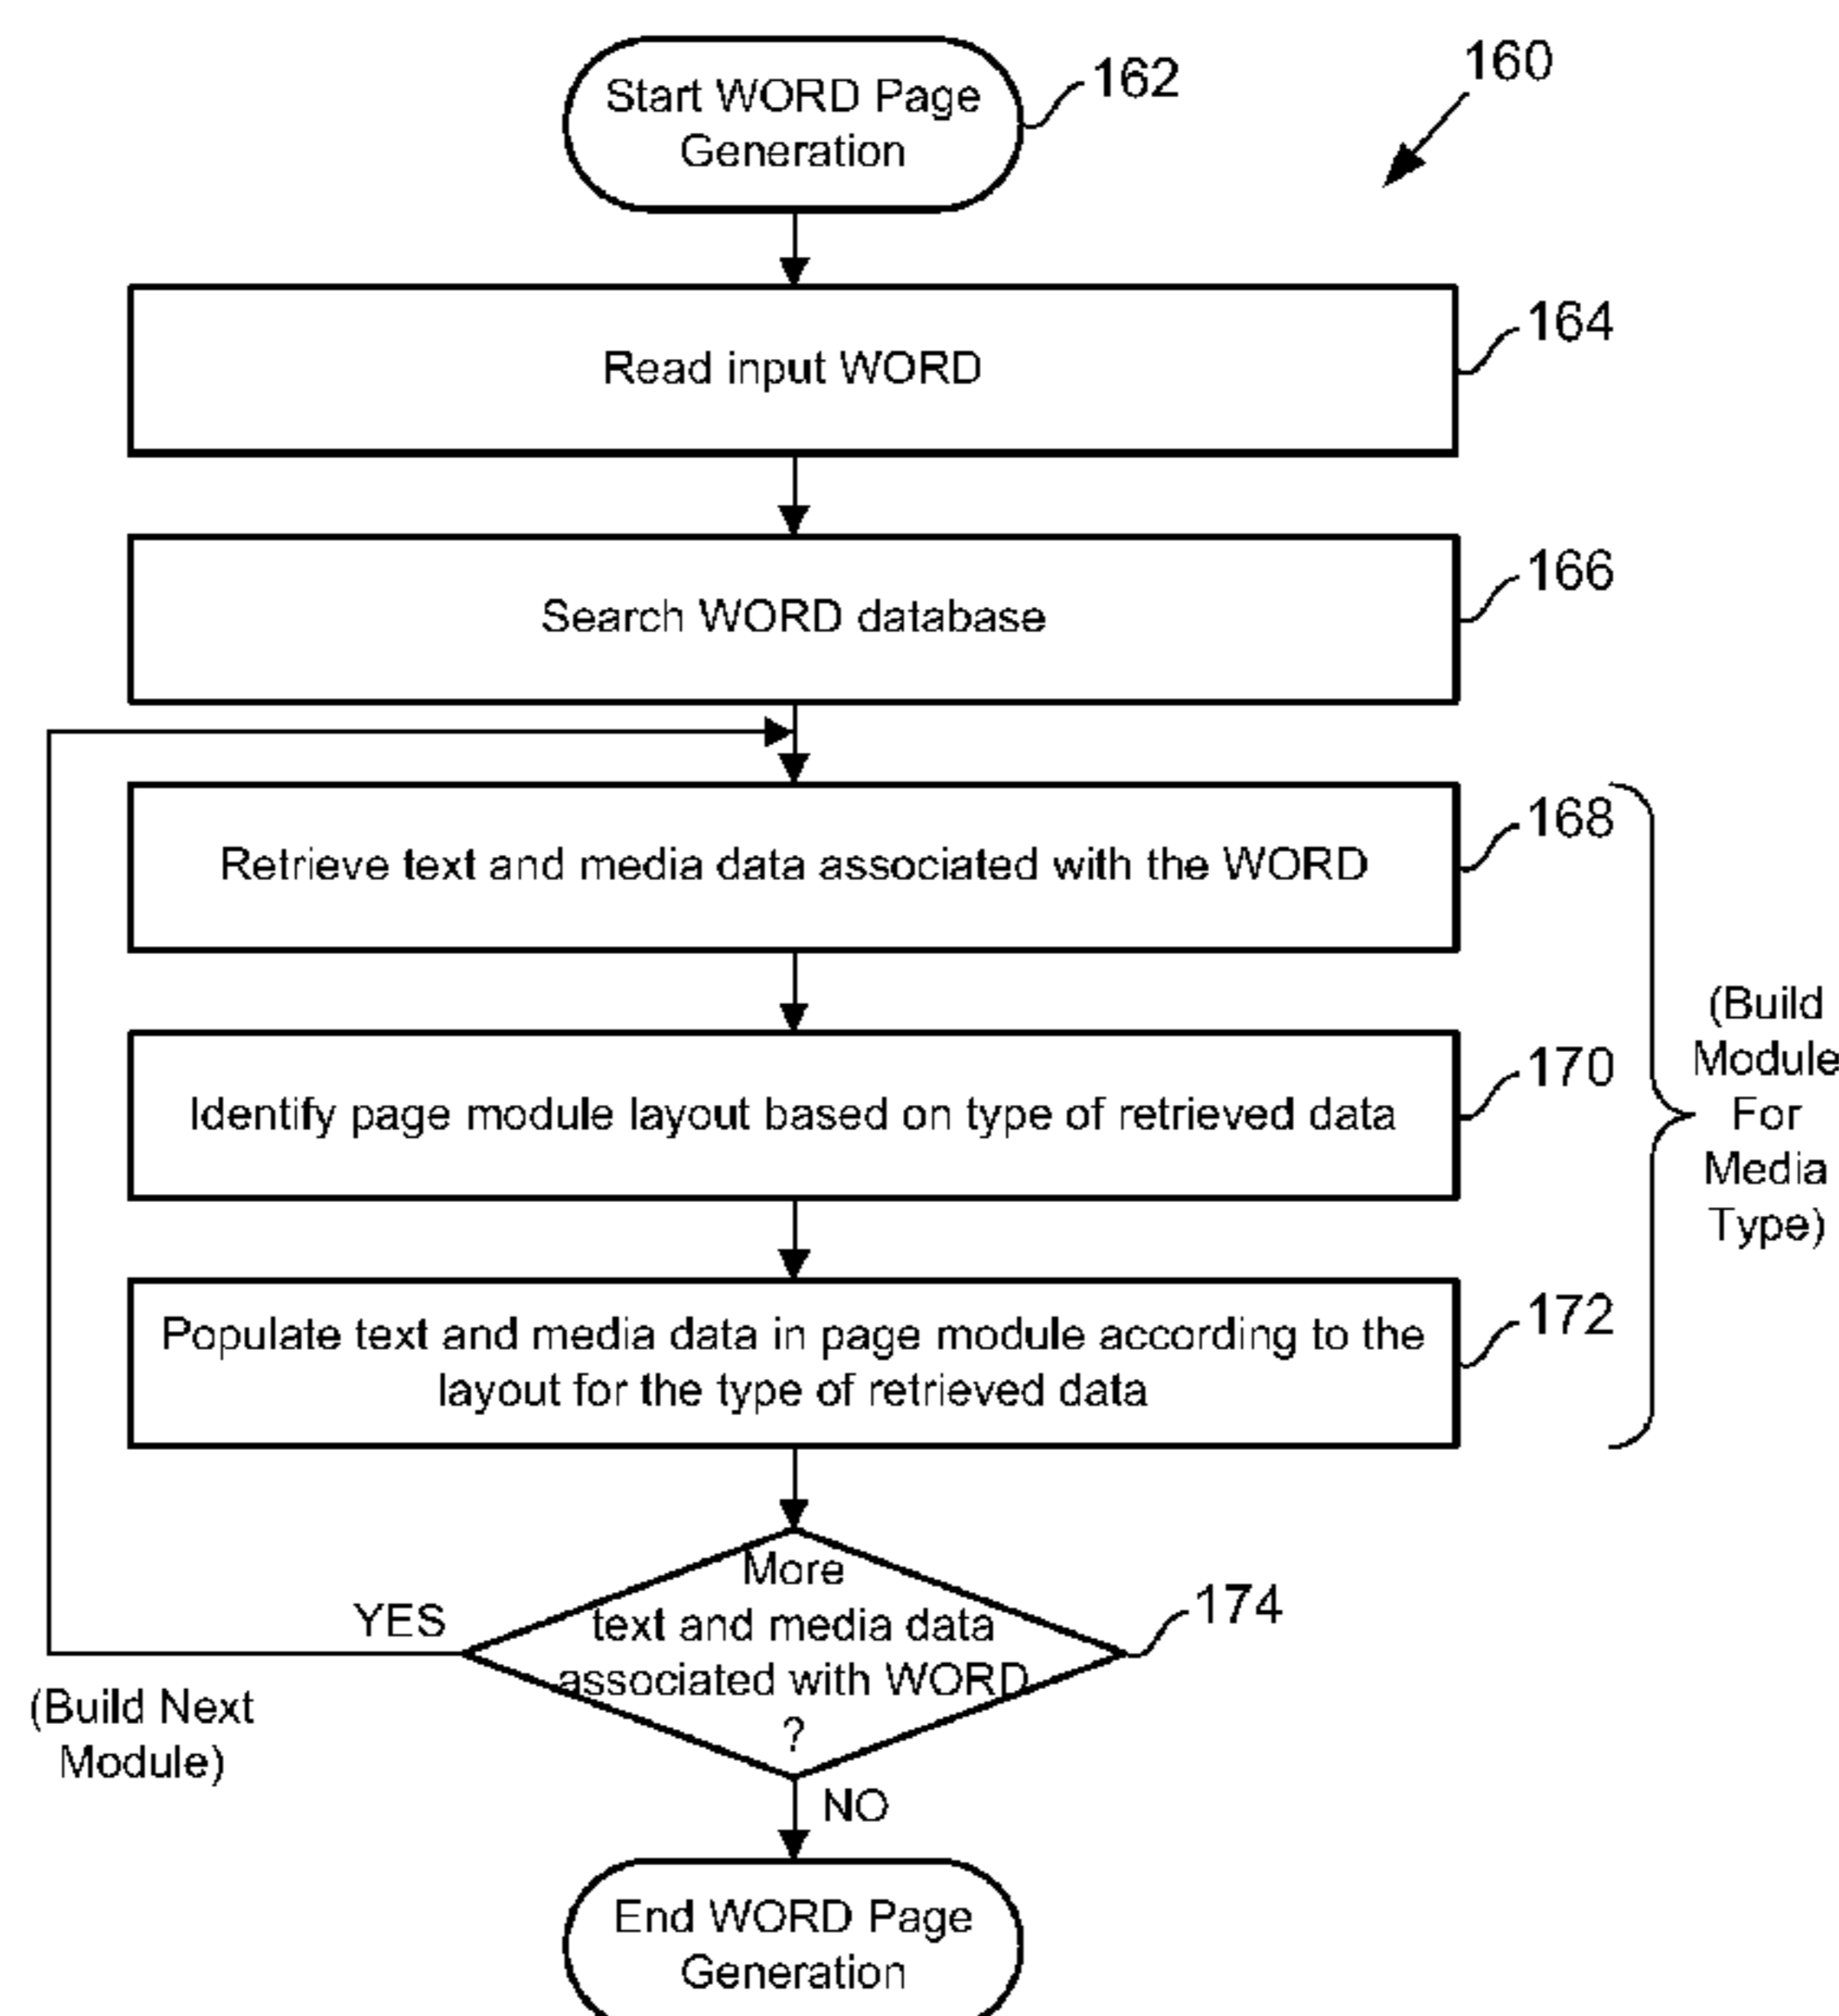 Start WORD Page
Generation
162
160
Read input WORD
164
Search WORD database
166
Retrieve text and media data associated with the WORD
168
Identify page module layout based on type of retrieved data
170
(Build
Module
For
Media
Type)
Populate text and media data in page module according to the
layout for the type of retrieved data
172
More
text and media data
associated with WORD
?
174
YES
(Build Next
Module)
NO
End WORD Page
Generation